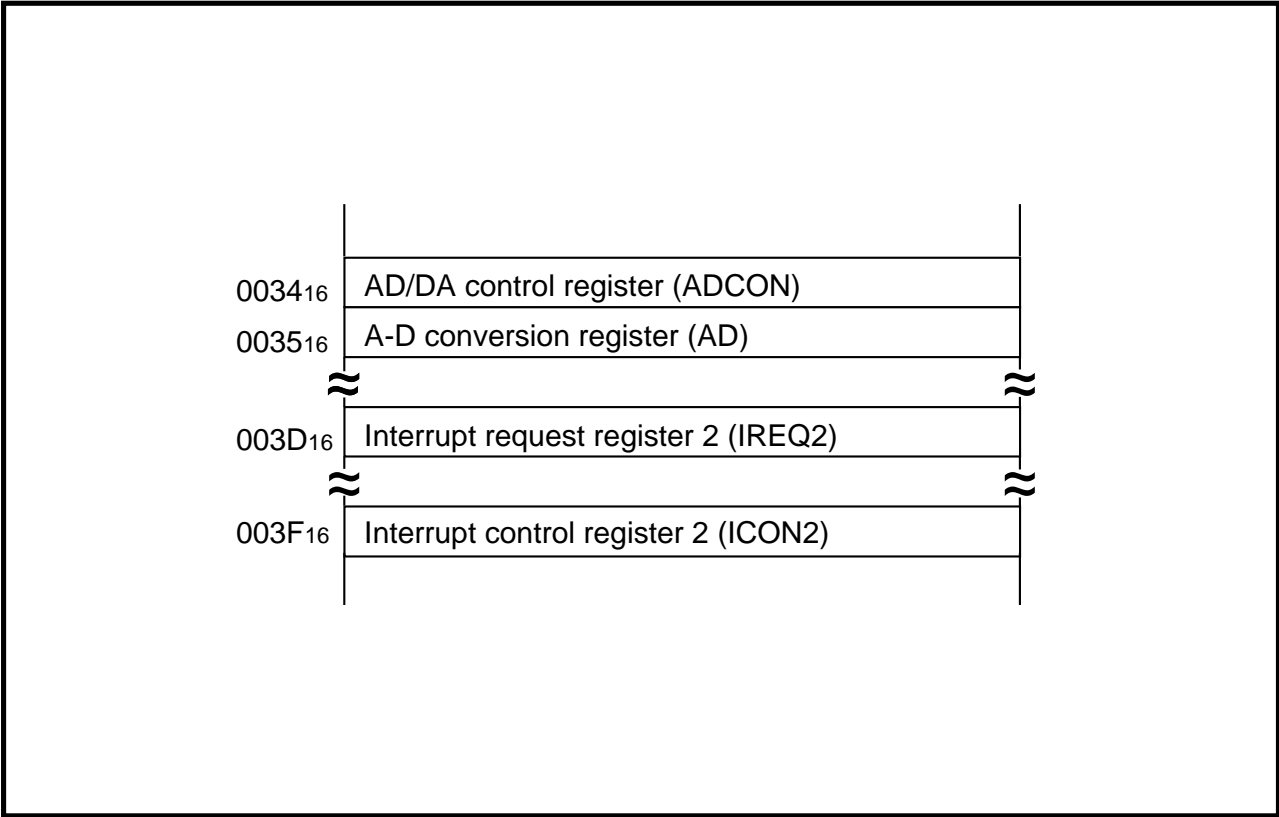 0034₁₆ AD/DA control register (ADCON)
0035₁₆ A-D conversion register (AD)
003D₁₆ Interrupt request register 2 (IREQ2)
003F₁₆ Interrupt control register 2 (ICON2)